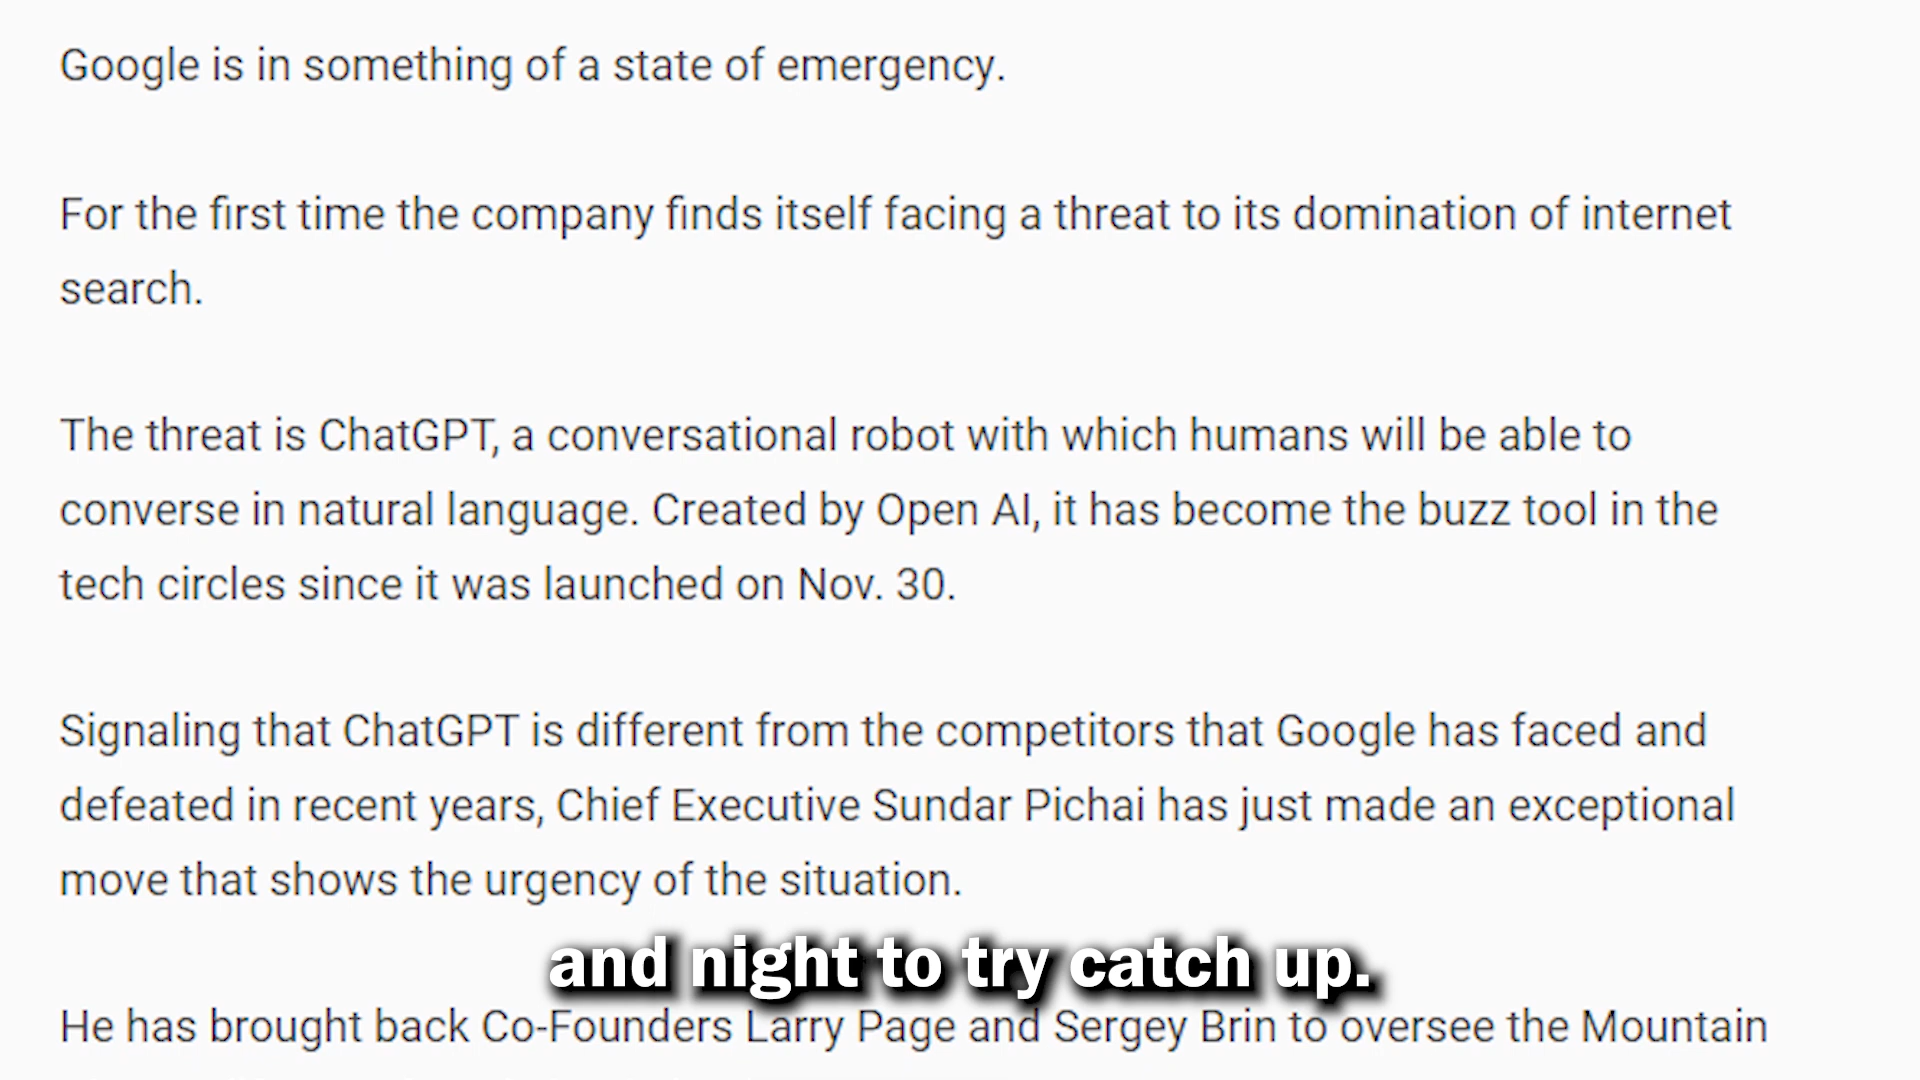 Google is in something of a state of emergency.
For the first time the company finds itself facing a threat to its domination of internet
search.
The threat is ChatGPT, a conversational robot with which humans will be able to
converse in natural language. Created by Open AI, it has become the buzz tool in the
tech circles since it was launched on Nov. 30.
Signaling that ChatGPT is different from the competitors that Google has faced and
defeated in recent years, Chief Executive Sundar Pichai has just made an exceptional
move that shows the urgency of the situation.
and night to try catch up.
He has brought back Co-Founders Larry Page and Sergey Brin to oversee the Mountain